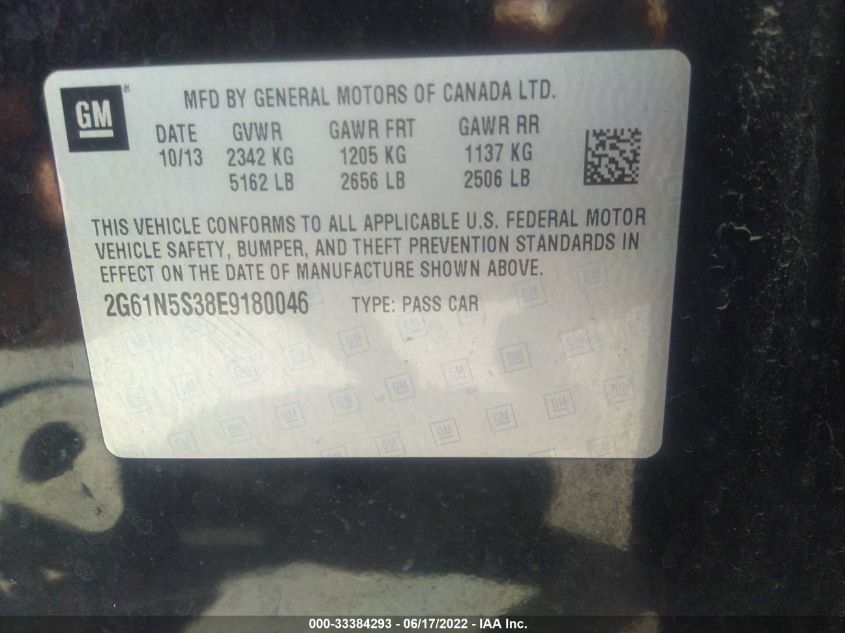 GM®
MFD BY GENERAL MOTORS OF CANADA LTD.
DATE GVWR GAWR FRT GAWR RR
10/13 2342 KG 1205 KG 1137 KG
5162 LB 2656 LB 2506 LB
THIS VEHICLE CONFORMS TO ALL APPLICABLE U.S. FEDERAL MOTOR
VEHICLE SAFETY, BUMPER, AND THEFT PREVENTION STANDARDS IN
EFFECT ON THE DATE OF MANUFACTURE SHOWN ABOVE.
2G61N5S38E9180046 TYPE: PASS CAR
000-33384293 - 06/17/2022 - IAA Inc.